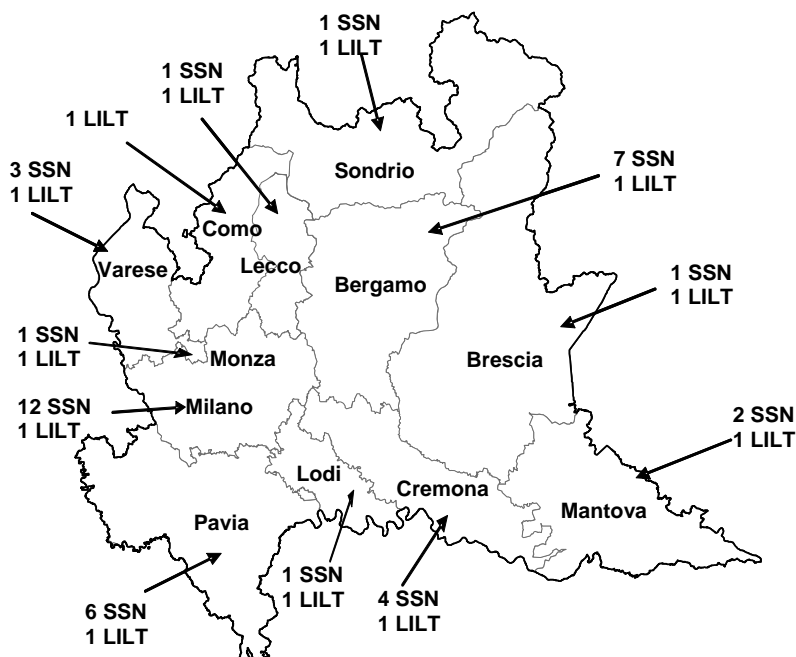 1 SSN
1 LILT
1 SSN
1 LILT
1 LILT
3 SSN
1 LILT
7 SSN
1 LILT
Sondrio
Como
Varese
Lecco
Bergamo
1 SSN
1 LILT
1 SSN
1 LILT
Monza
Brescia
12 SSN
1 LILT
Milano
2 SSN
1 LILT
Lodi
Cremona
Mantova
Pavia
1 SSN
1 LILT
4 SSN
1 LILT
6 SSN
1 LILT